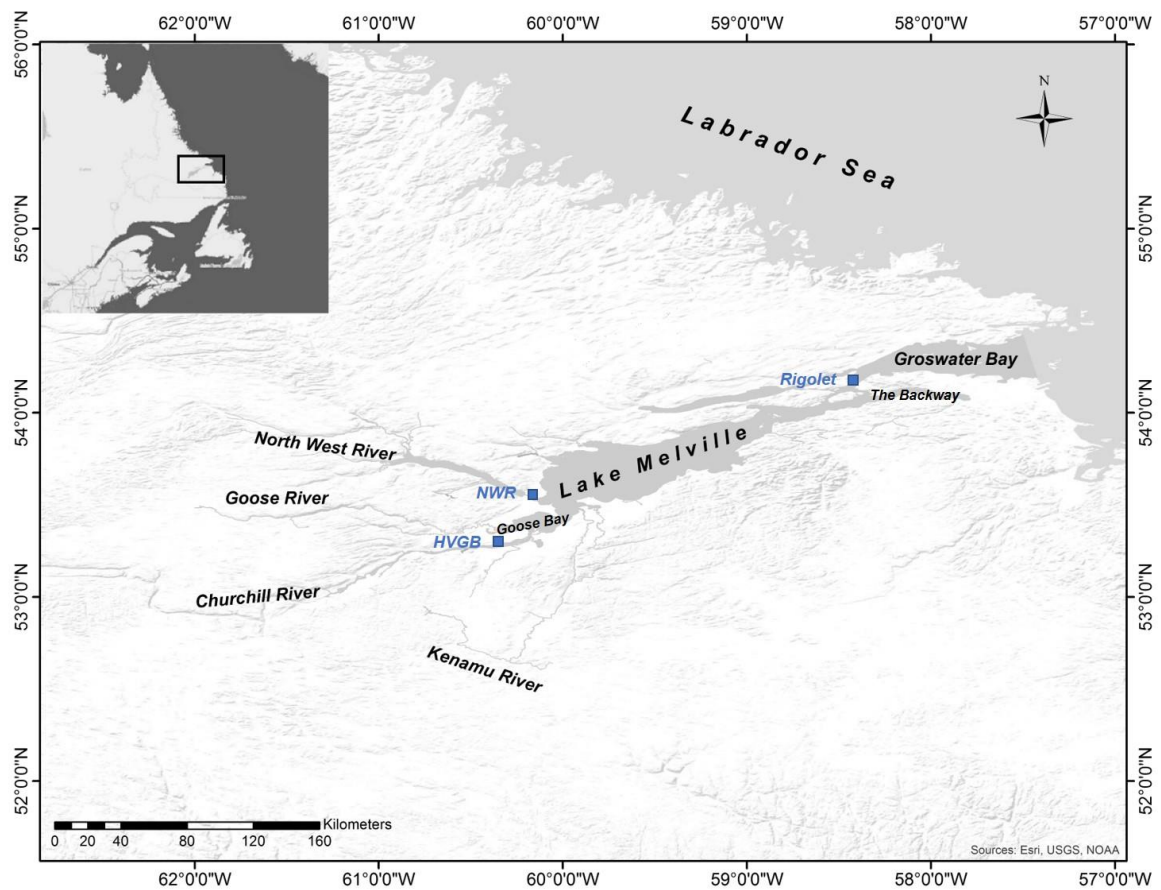 62°0'0"W 61°0'0"W 60°0'0"W 59°0'0"W 58°0'0"W 57°0'0"W
56°0'0"N
56°0'0"N
N
Labrador Sea
55°0'0"N
55°0'0"N
Groswater Bay
Rigolet
The Backway
54°0'0"N
54°0'0"N
North West River
Lake Melville
Goose River
NWR
Goose Bay
HVGB
Churchill River
53°0'0"N
53°0'0"N
Kenamu River
52°0'0"N
52°0'0"N
Kilometers
0 20 40 80 120 160
Sources: Esri, USGS, NOAA
62°0'0"W 61°0'0"W 60°0'0"W 59°0'0"W 58°0'0"W 57°0'0"W